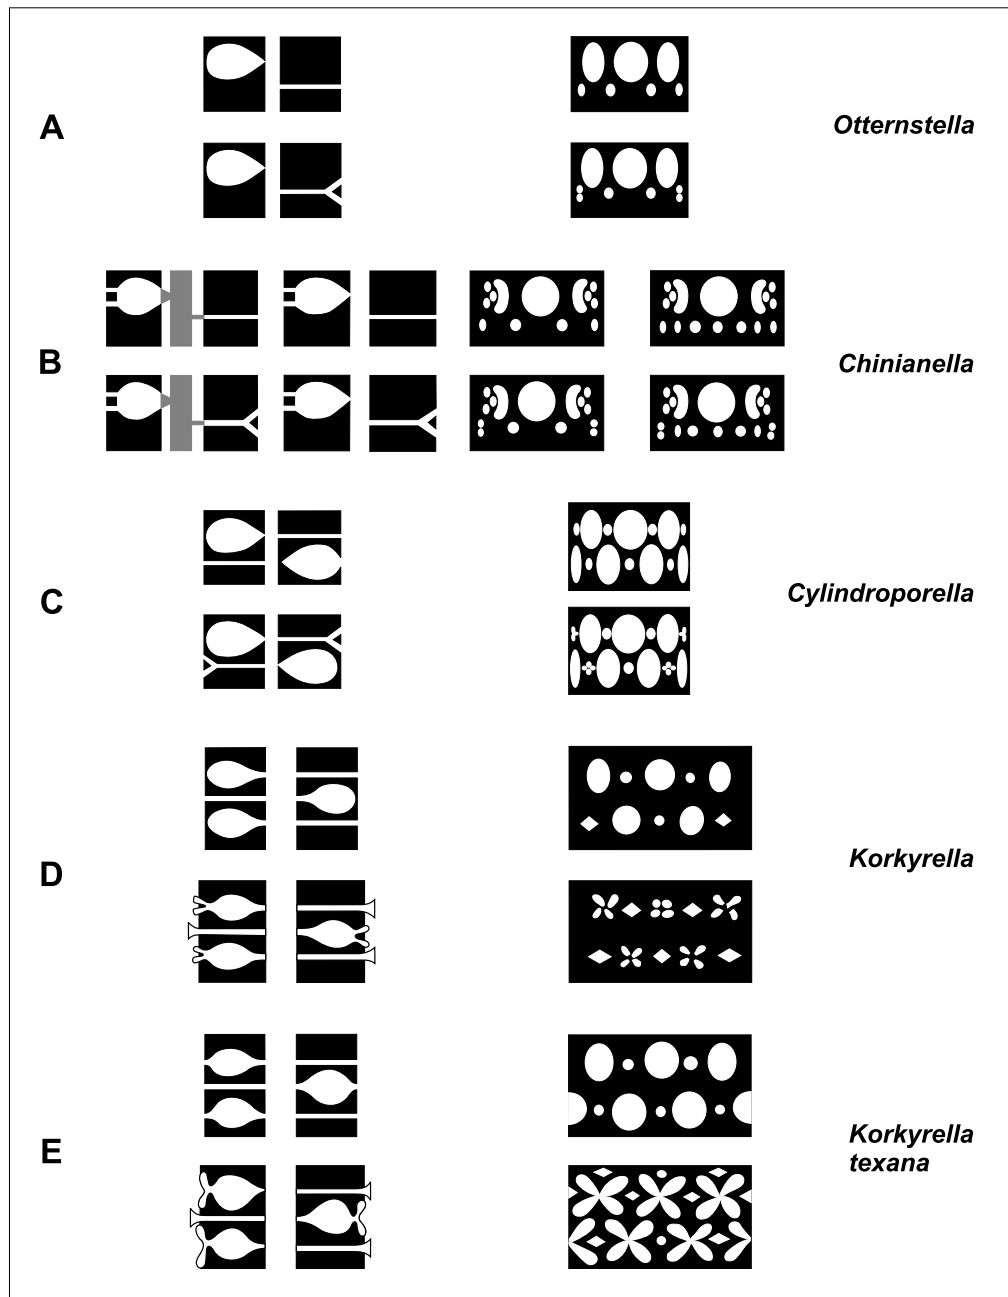 A
Otternstella
B
Chinianella
C
Cylindroporella
D
Korkyrella
E
Korkyrella
texana